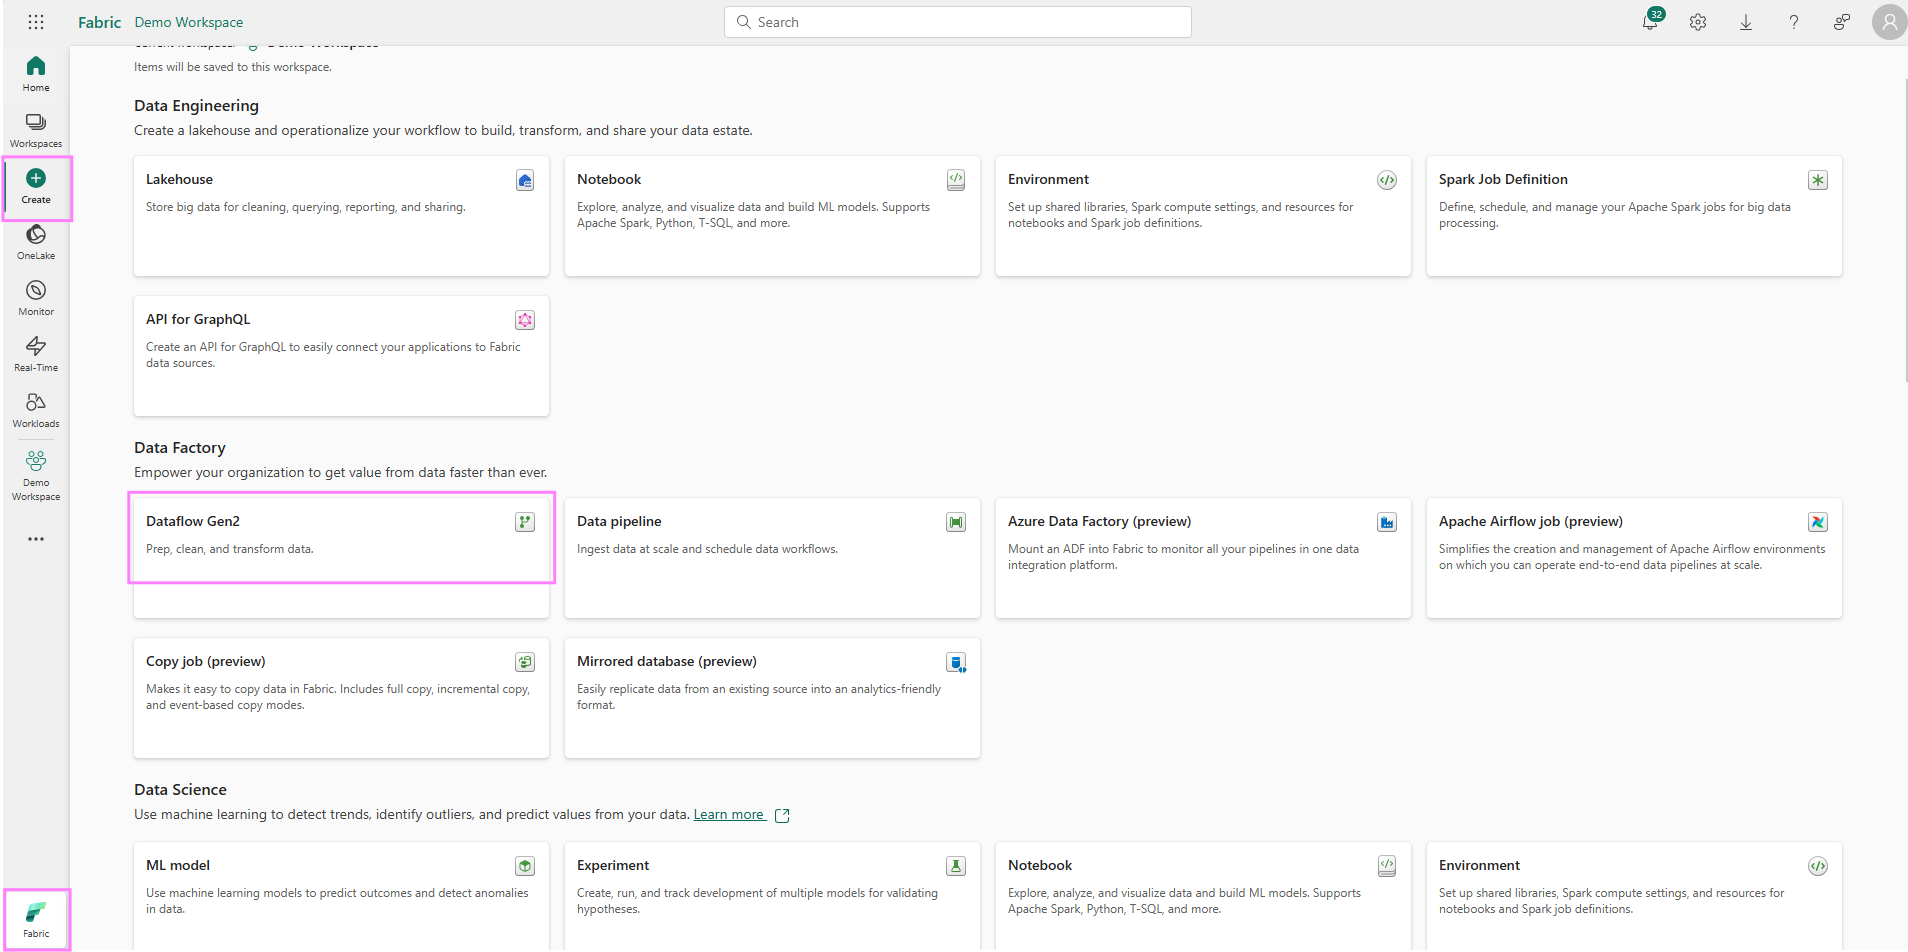 Fabric Demo Workspace
Search
32
Current workspace: Demo Workspace
Items will be saved to this workspace.
Home
Workspaces
Create
OneLake
Monitor
Real-Time
Workloads
Demo
Workspace
Fabric
Data Engineering
Create a lakehouse and operationalize your workflow to build, transform, and share your data estate.
Lakehouse
Store big data for cleaning, querying, reporting, and sharing.
Notebook
Explore, analyze, and visualize data and build ML models. Supports
Apache Spark, Python, T-SQL, and more.
Environment
Set up shared libraries, Spark compute settings, and resources for
notebooks and Spark job definitions.
Spark Job Definition
Define, schedule, and manage your Apache Spark jobs for big data
processing.
API for GraphQL
Create an API for GraphQL to easily connect your applications to Fabric
data sources.
Data Factory
Empower your organization to get value from data faster than ever.
Dataflow Gen2
Prep, clean, and transform data.
Data pipeline
Ingest data at scale and schedule data workflows.
Azure Data Factory (preview)
Mount an ADF into Fabric to monitor all your pipelines in one data
integration platform.
Apache Airflow job (preview)
Simplifies the creation and management of Apache Airflow environments
on which you can operate end-to-end data pipelines at scale.
Copy job (preview)
Makes it easy to copy data in Fabric. Includes full copy, incremental copy,
and event-based copy modes.
Mirrored database (preview)
Easily replicate data from an existing source into an analytics-friendly
format.
Data Science
Use machine learning to detect trends, identify outliers, and predict values from your data. Learn more
ML model
Use machine learning models to predict outcomes and detect anomalies
in data.
Experiment
Create, run, and track development of multiple models for validating
hypotheses.
Notebook
Explore, analyze, and visualize data and build ML models. Supports
Apache Spark, Python, T-SQL, and more.
Environment
Set up shared libraries, Spark compute settings, and resources for
notebooks and Spark job definitions.